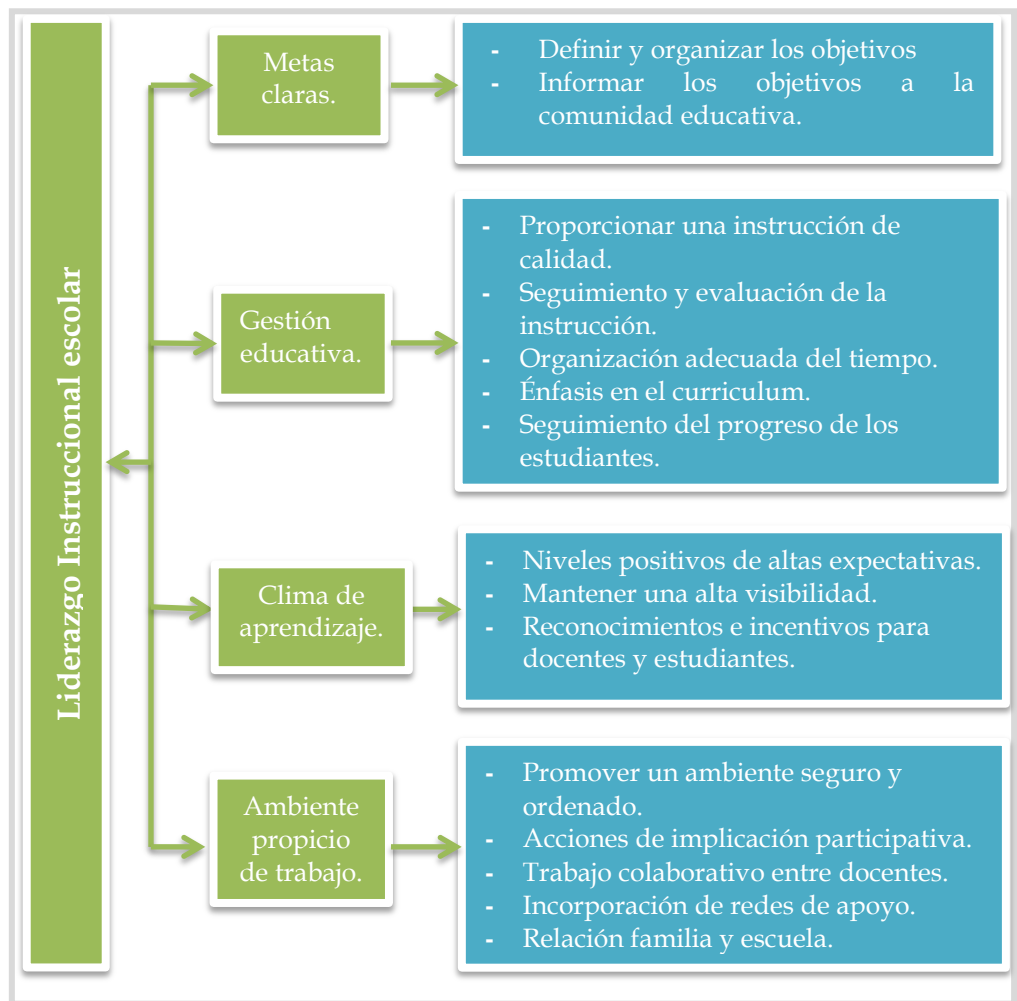 Liderazgo Instruccional escolar
Metas
claras.
- Definir y organizar los objetivos
- Informar los objetivos a la
comunidad educativa.
Gestión
educativa.
- Proporcionar una instrucción de
calidad.
- Seguimiento y evaluación de la
instrucción.
- Organización adecuada del tiempo.
- Énfasis en el curriculum.
- Seguimiento del progreso de los
estudiantes.
Clima de
aprendizaje.
- Niveles positivos de altas expectativas.
- Mantener una alta visibilidad.
- Reconocimientos e incentivos para
docentes y estudiantes.
Ambiente
propicio
de trabajo.
- Promover un ambiente seguro y
ordenado.
- Acciones de implicación participativa.
- Trabajo colaborativo entre docentes.
- Incorporación de redes de apoyo.
- Relación familia y escuela.